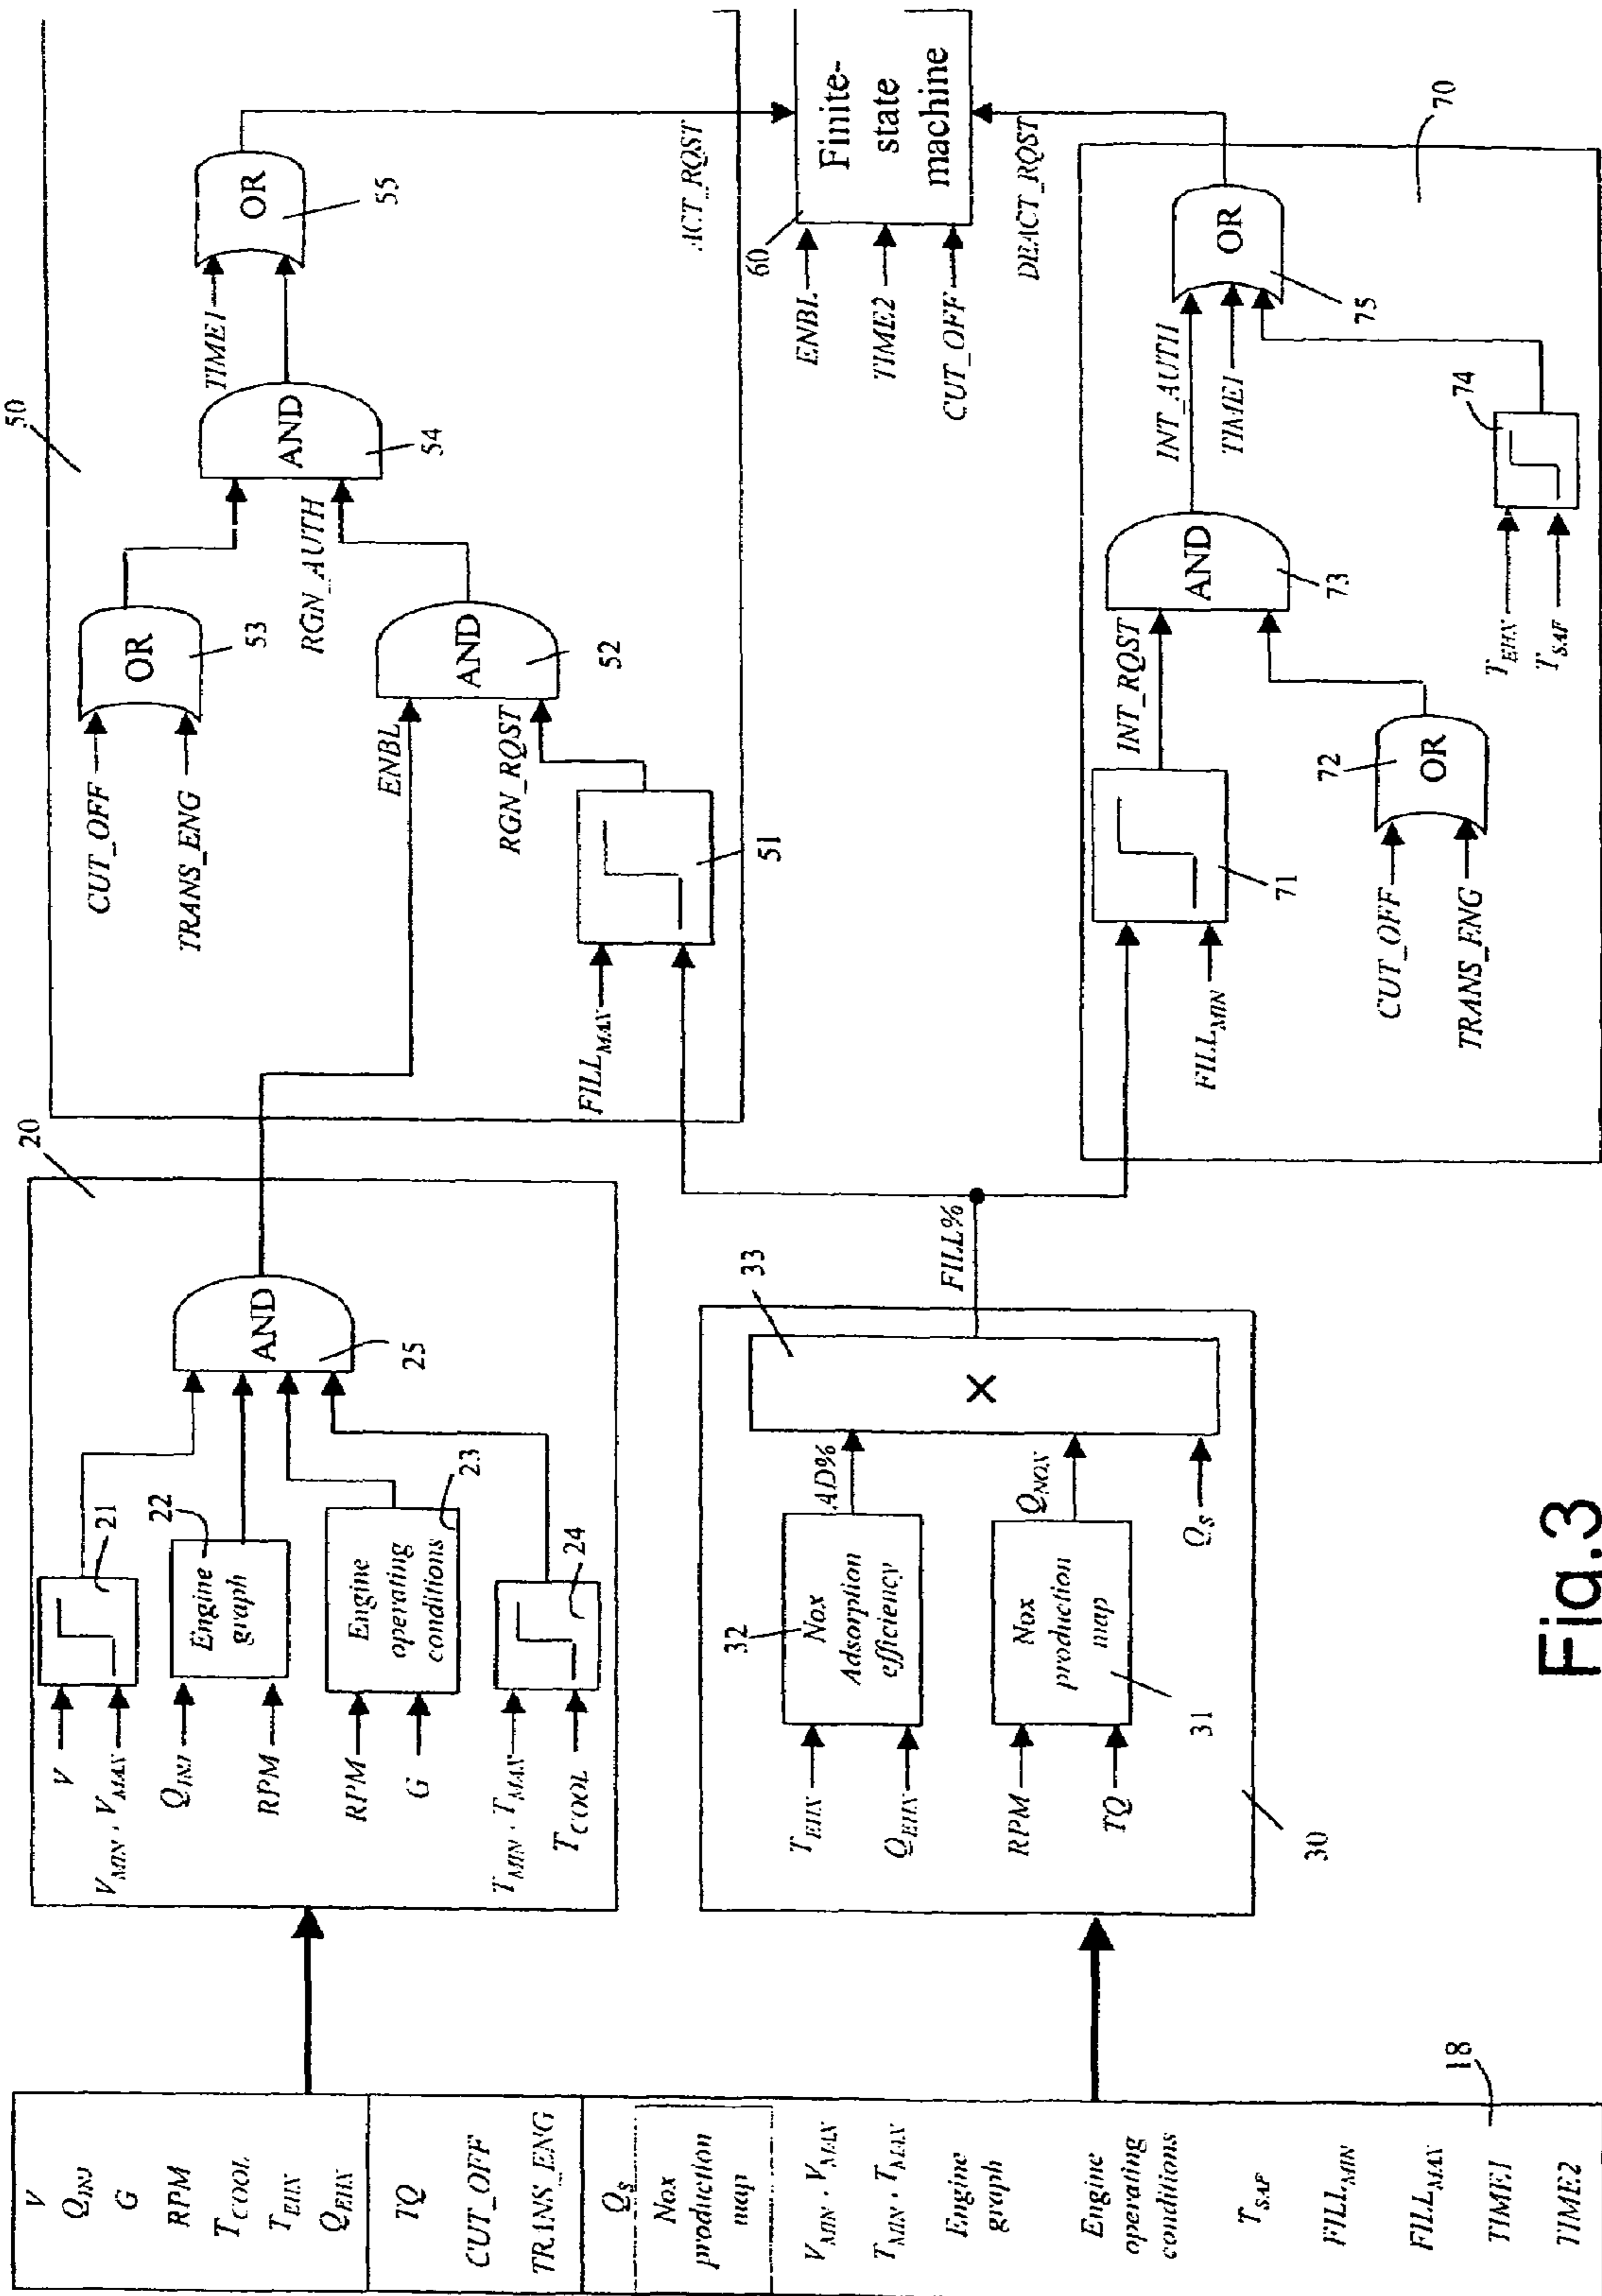 V
Q_INJ
G
RPM
T_COOL
T_EHX
Q_EHX
TQ
CUT_OFF
TRANS_ENG
Q_S
Nox
production
map
V_MIN, V_MAX
T_MIN, T_MAX
Engine
graph
Engine
operating
conditions
T_SAF
FILL_MIN
FILL_MAX
TIME1
TIME2
18
20
V
V_MIN, V_MAX
21
Q_INJ
RPM
22
Engine
graph
RPM
G
Engine
operating
conditions
23
T_MIN, T_MAX
T_COOL
24
AND
25
30
T_EHX
Q_EHX
32
Nox
Adsorption
efficiency
AD%
RPM
TQ
Nox
production
map
31
Q_NOX
Q_S
33
X
FILL%
50
CUT_OFF
TRANS_ENG
OR
53
ENBL
RGN_RQST
FILL_MAX
51
AND
52
RGN_AUTH
AND
54
TIME1
OR
55
ACT_RQST
60
ENBL
TIME2
CUT_OFF
Finite-
state
machine
DEACT_RQST
70
FILL_MIN
71
INT_RQST
CUT_OFF
TRANS_ENG
72
OR
AND
73
INT_AUTH
TIME1
T_EHX
T_SAF
74
OR
75
Fig.3